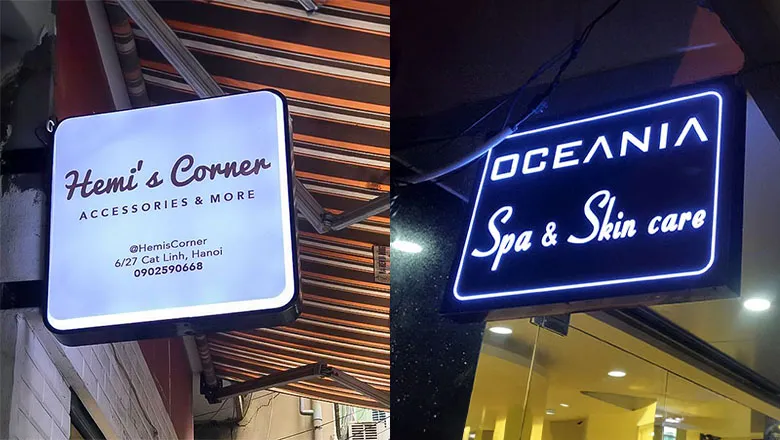 Hemi's Corner
ACCESSORIES & MORE
@HemisCorner
6/27 Cat Linh, Hanoi
0902590668
OCEANIA
Spa & Skin care